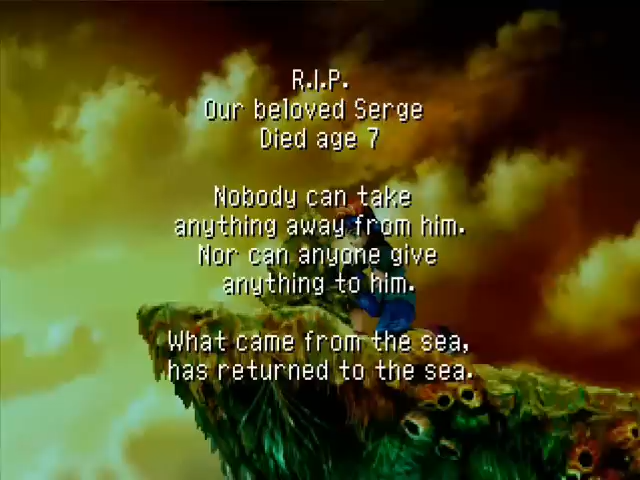 R.I.P.
Our beloved Serge
Died age 7
Nobody can take
anything away from him.
Nor can anyone give
anything to him.
What came from the sea,
has returned to the sea.